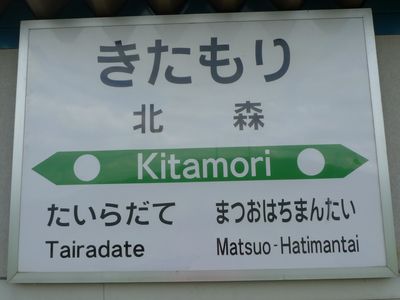 きたもり
北 森
Kitamori
たいらだて まつおはちまんたい
Tairadate Matsuo-Hatimantai